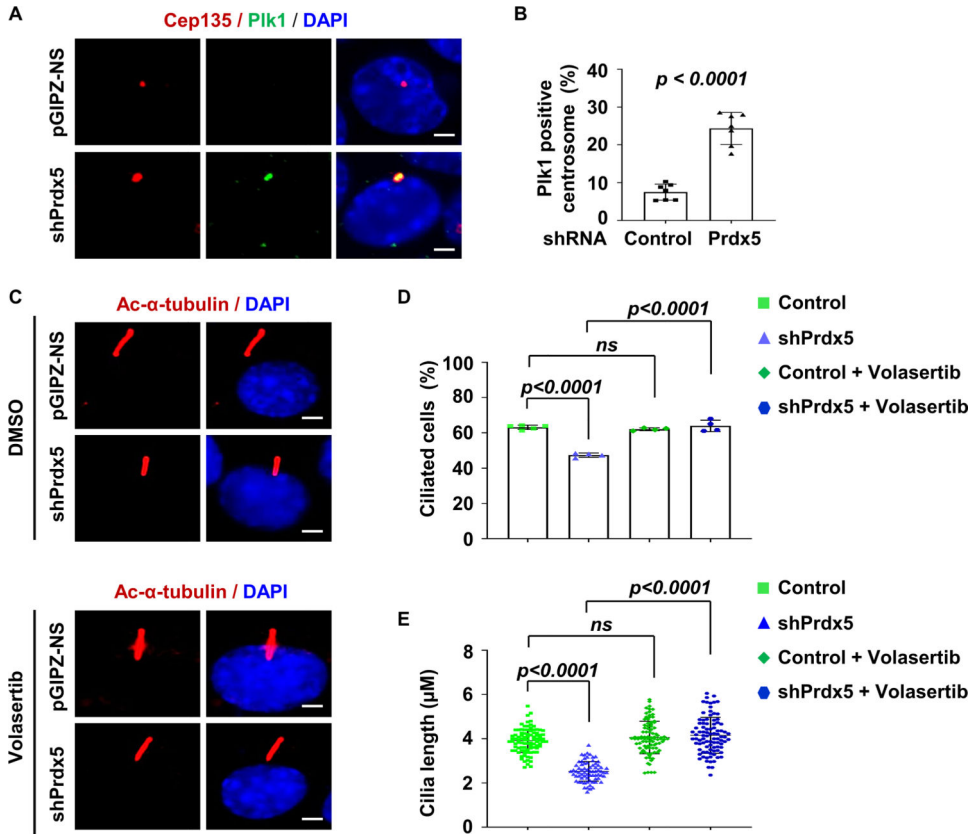 A
Cep135 / Plk1 / DAPI
pGIPZ-NS
shPrdx5
B
p < 0.0001
Plk1 positive
centrosome (%)
40
30
20
10
0
shRNA Control Prdx5
C
Ac-α-tubulin / DAPI
DMSO
pGIPZ-NS
shPrdx5
Ac-α-tubulin / DAPI
Volasertib
pGIPZ-NS
shPrdx5
D
p<0.0001
ns
p<0.0001
Ciliated cells (%)
100
80
60
40
20
0
Control
shPrdx5
Control + Volasertib
shPrdx5 + Volasertib
E
p<0.0001
ns
p<0.0001
Cilia length (μM)
8
6
4
2
0
Control
shPrdx5
Control + Volasertib
shPrdx5 + Volasertib